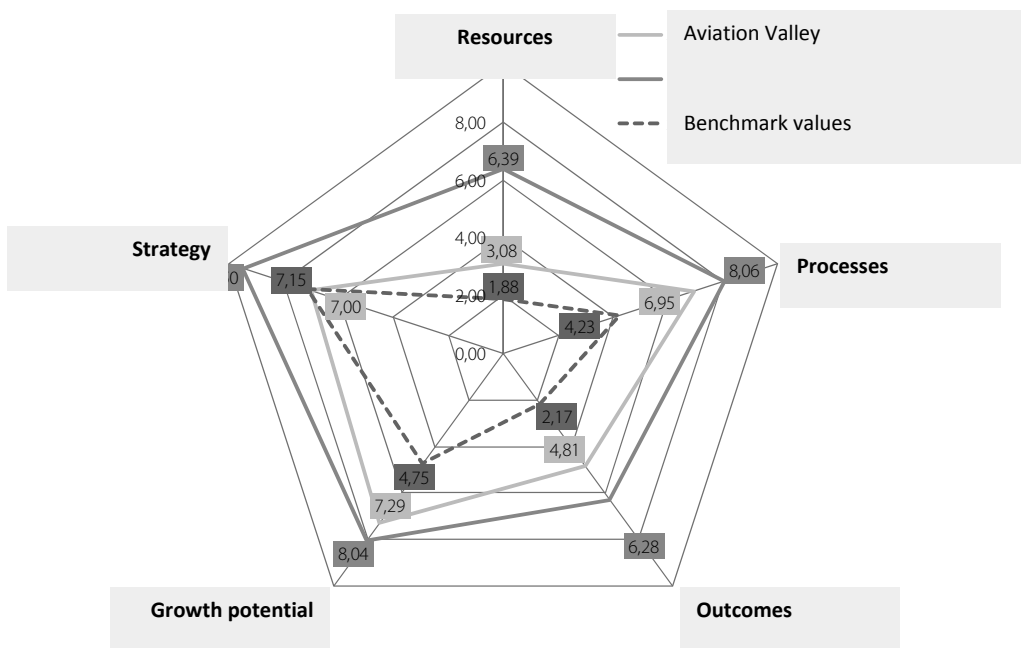 Resources
Aviation Valley
Benchmark values
8,00
6,39
6,00
4,00
3,08
Strategy
7,15
7,00
1,88
2,00
8,06
Processes
6,95
4,23
0,00
2,17
4,81
4,75
7,29
8,04
6,28
Growth potential
Outcomes